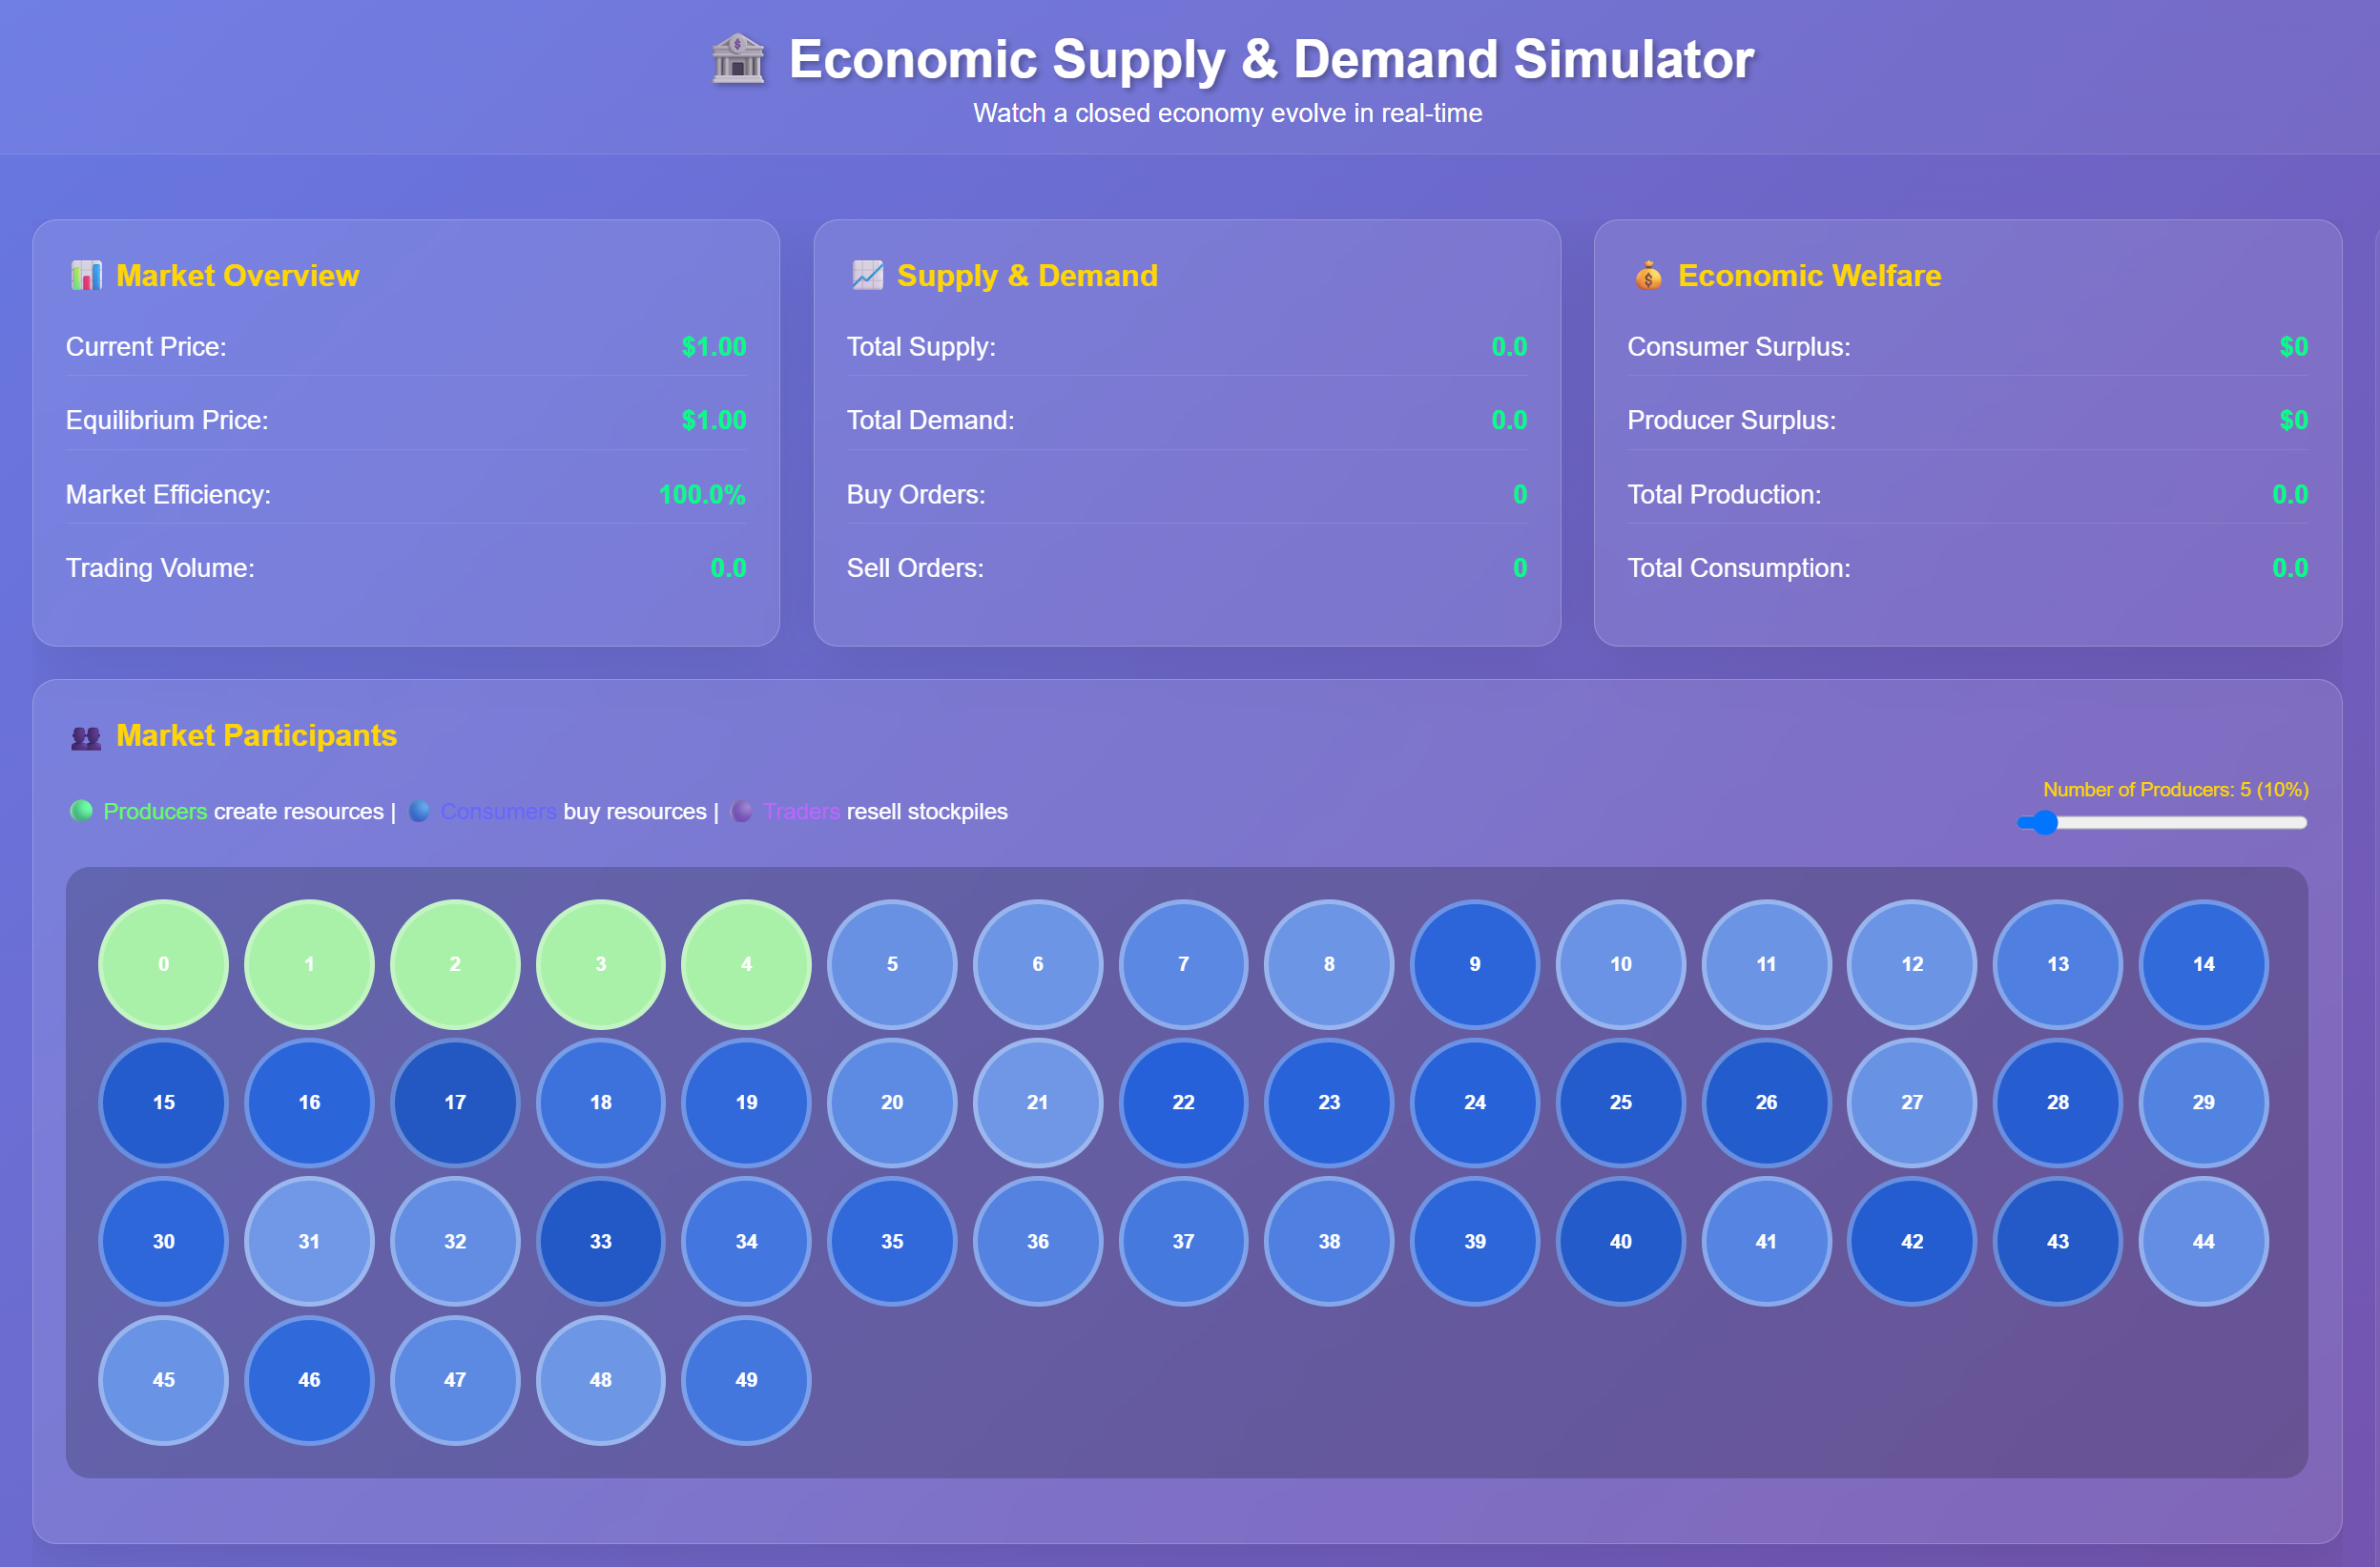 Economic Supply & Demand Simulator
Watch a closed economy evolve in real-time
Market Overview
Current Price: $1.00
Equilibrium Price: $1.00
Market Efficiency: 100.0%
Trading Volume: 0.0
Supply & Demand
Total Supply: 0.0
Total Demand: 0.0
Buy Orders: 0
Sell Orders: 0
Economic Welfare
Consumer Surplus: $0
Producer Surplus: $0
Total Production: 0.0
Total Consumption: 0.0
Market Participants
Producers create resources | Consumers buy resources | Traders resell stockpiles
Number of Producers: 5 (10%)
0 1 2 3 4 5 6 7 8 9 10 11 12 13 14
15 16 17 18 19 20 21 22 23 24 25 26 27 28 29
30 31 32 33 34 35 36 37 38 39 40 41 42 43 44
45 46 47 48 49